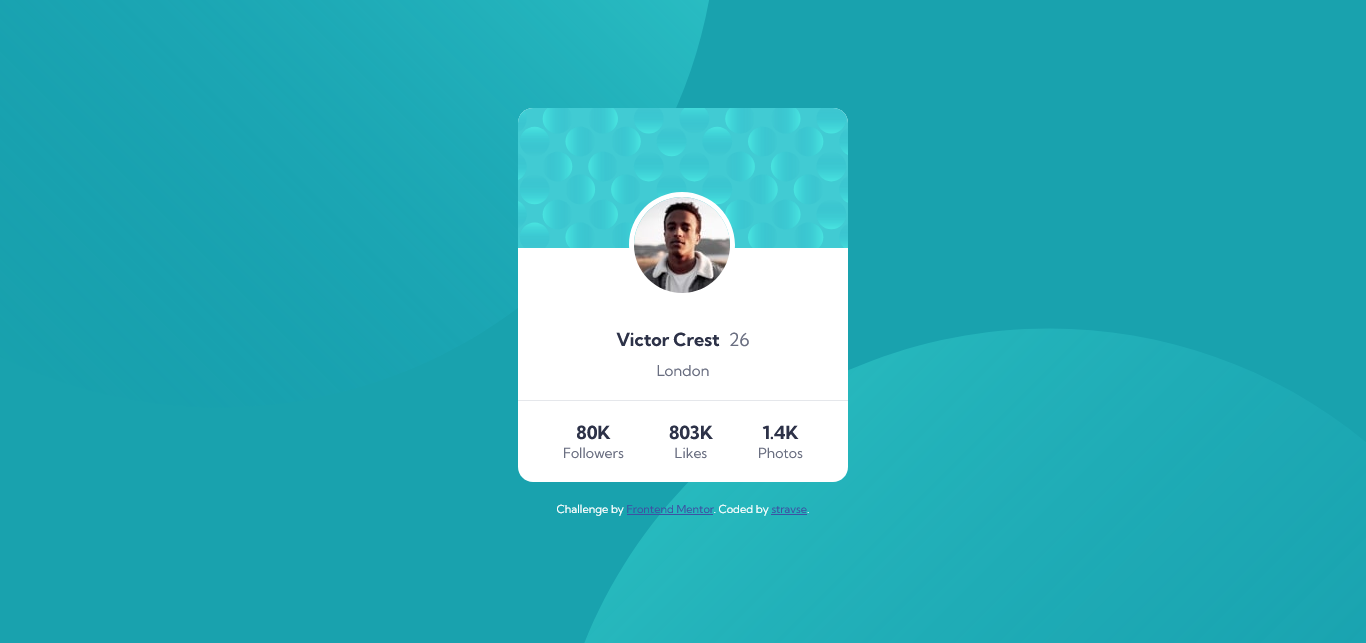 Victor Crest 26
London
80K 803K 1.4K
Followers Likes Photos
Challenge by Frontend Mentor. Coded by stravse.